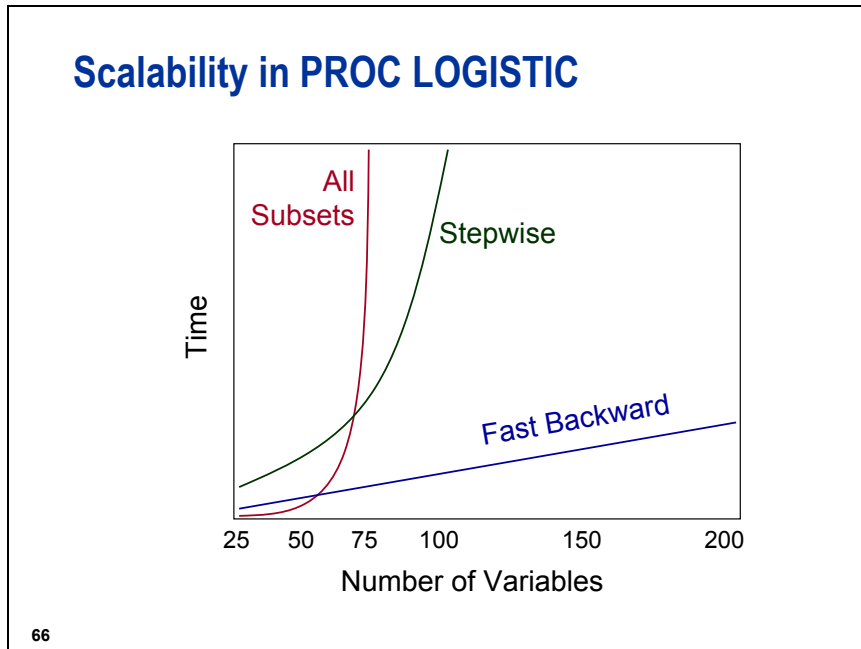 Scalability in PROC LOGISTIC
All
Subsets
Stepwise
Fast Backward
Time
25 50 75 100 150 200
Number of Variables
66